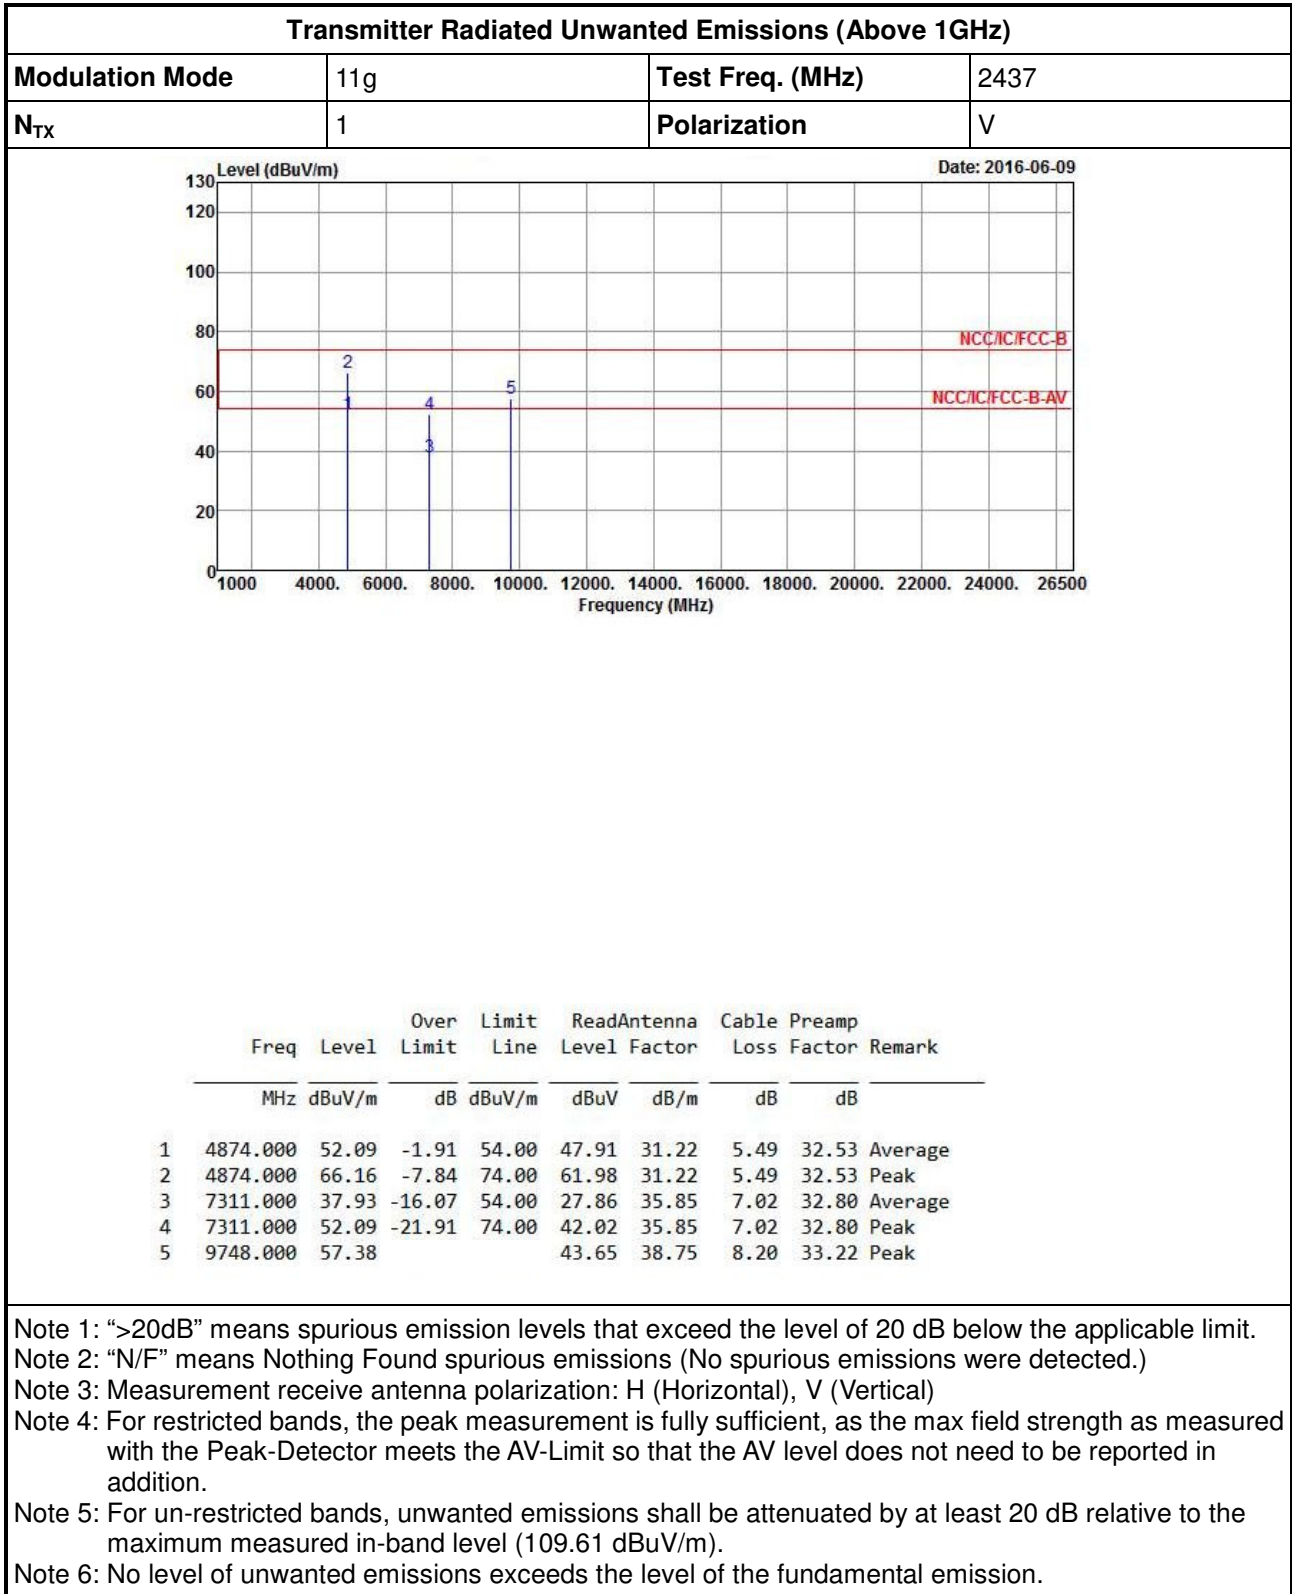 Transmitter Radiated Unwanted Emissions (Above 1GHz)
Modulation Mode 11g Test Freq. (MHz) 2437
NTX 1 Polarization V
Level (dBuV/m) Date: 2016-06-09
130
120
100
80
NCC/IC/FCC-B
2
60
5
NCC/IC/FCC-B-AV
1
4
40
3
20
0
1000 4000. 6000. 8000. 10000. 12000. 14000. 16000. 18000. 20000. 22000. 24000. 26500
Frequency (MHz)
Over Limit ReadAntenna Cable Preamp
Freq Level Limit Line Level Factor Loss Factor Remark
MHz dBuV/m dB dBuV/m dBuV dB/m dB dB
1 4874.000 52.09 -1.91 54.00 47.91 31.22 5.49 32.53 Average
2 4874.000 66.16 -7.84 74.00 61.98 31.22 5.49 32.53 Peak
3 7311.000 37.93 -16.07 54.00 27.86 35.85 7.02 32.80 Average
4 7311.000 52.09 -21.91 74.00 42.02 35.85 7.02 32.80 Peak
5 9748.000 57.38 43.65 38.75 8.20 33.22 Peak
Note 1: “>20dB” means spurious emission levels that exceed the level of 20 dB below the applicable limit.
Note 2: “N/F” means Nothing Found spurious emissions (No spurious emissions were detected.)
Note 3: Measurement receive antenna polarization: H (Horizontal), V (Vertical)
Note 4: For restricted bands, the peak measurement is fully sufficient, as the max field strength as measured
with the Peak-Detector meets the AV-Limit so that the AV level does not need to be reported in
addition.
Note 5: For un-restricted bands, unwanted emissions shall be attenuated by at least 20 dB relative to the
maximum measured in-band level (109.61 dBuV/m).
Note 6: No level of unwanted emissions exceeds the level of the fundamental emission.